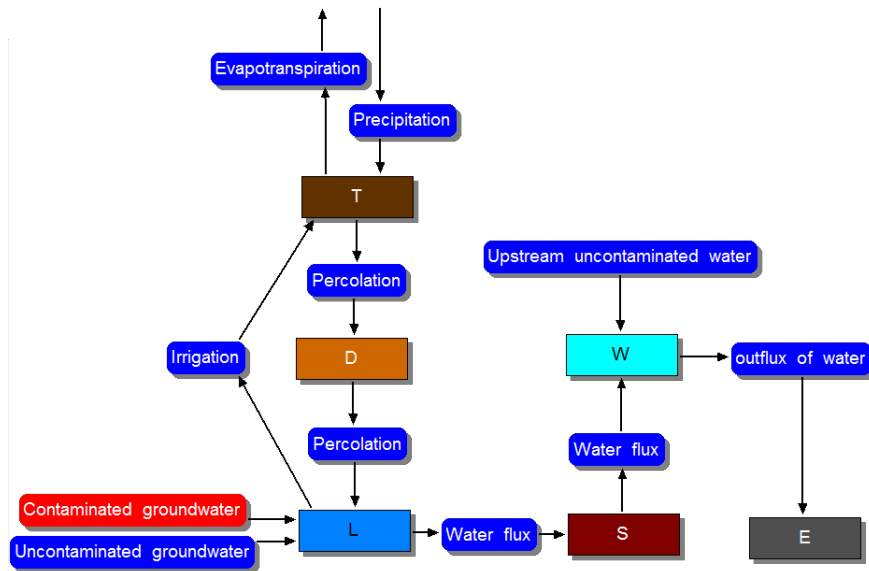 Evapotranspiration
Precipitation
T
Percolation
Upstream uncontaminated water
Irrigation
D
W
outflux of water
Percolation
Water flux
Contaminated groundwater
Uncontaminated groundwater
L
Water flux
S
E